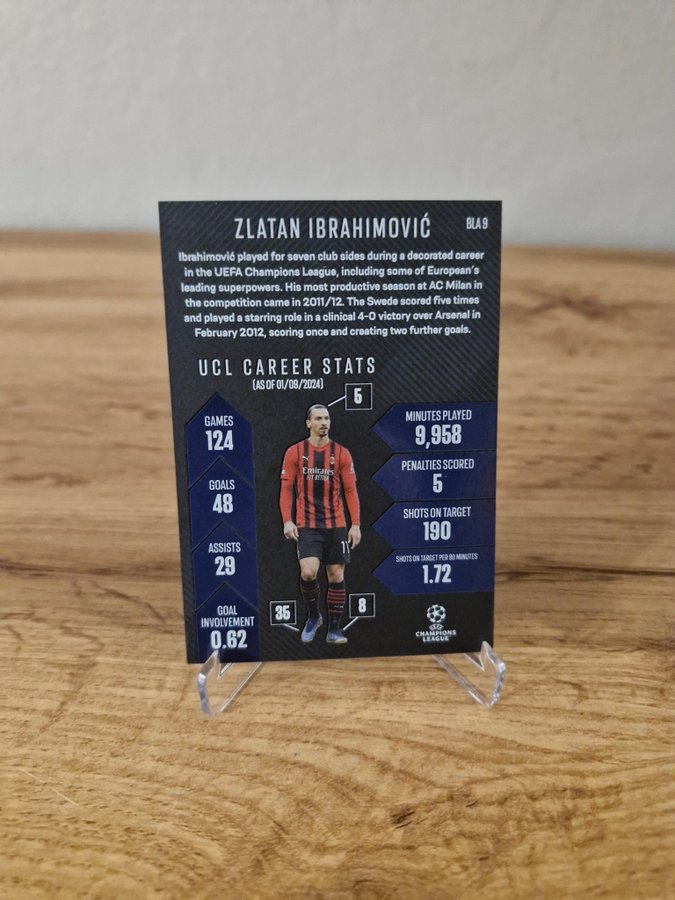 ZLATAN IBRAHIMOVIĆ
BLA 9
Ibrahimović played for seven club sides during a decorated career
in the UEFA Champions League, including some of European's
leading superpowers. His most productive season at AC Milan in
the competition came in 2011/12. The Swede scored five times
and played a starring role in a clinical 4-0 victory over Arsenal in
February 2012, scoring once and creating two further goals.
UCL CAREER STATS
(AS OF 01/09/2024)
5
GAMES
124
GOALS
48
ASSISTS
29
GOAL
INVOLVEMENT
0.62
Emirates
FLY BETTER
11
35
8
MINUTES PLAYED
9,958
PENALTIES SCORED
5
SHOTS ON TARGET
190
SHOTS ON TARGET PER 90 MINUTES
1.72
UEFA
CHAMPIONS
LEAGUE